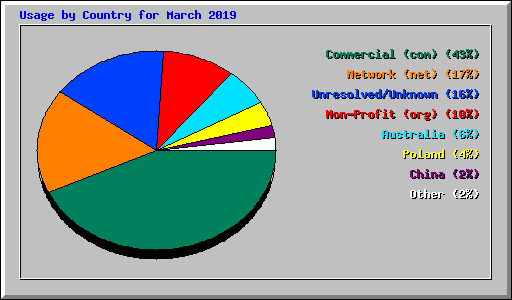 Usage by Country for March 2019
Commercial (com) (43%)
Network (net) (17%)
Unresolved/Unknown (16%)
Non-Profit (org) (10%)
Australia (6%)
Poland (4%)
China (2%)
Other (2%)